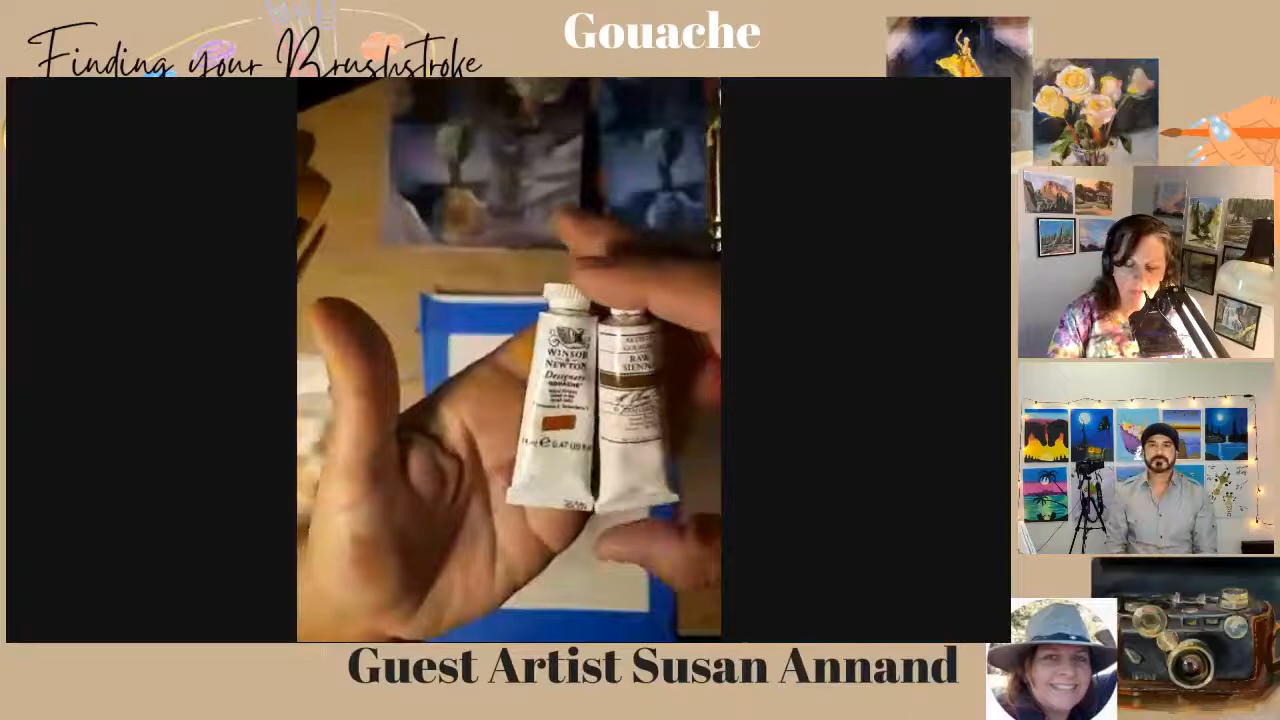 Gouache
Finding your Brushstroke
WINSOR
&
NEWTON
Designers
GOUACHE
RAW
SIENNA
Guest Artist Susan Annand